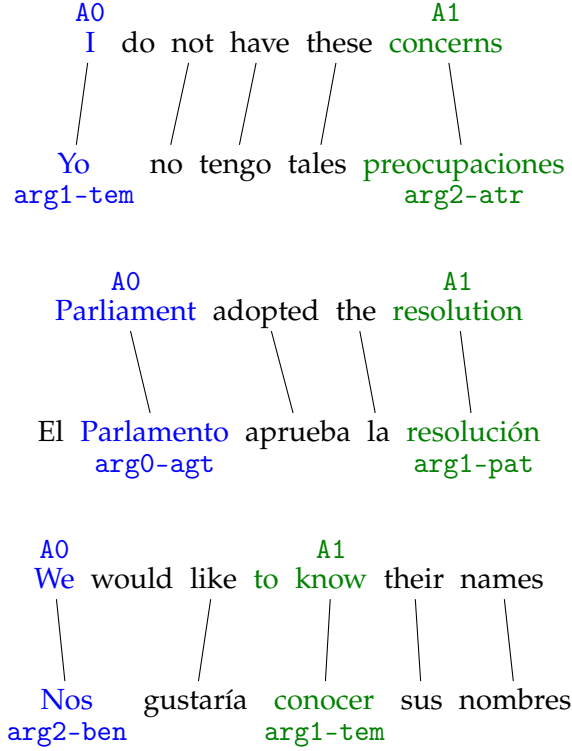 A0 A1
I do not have these concerns
Yo no tengo tales preocupaciones
arg1-tem arg2-atr
A0 A1
Parliament adopted the resolution
El Parlamento aprueba la resolución
arg0-agt arg1-pat
A0 A1
We would like to know their names
Nos gustaría conocer sus nombres
arg2-ben arg1-tem